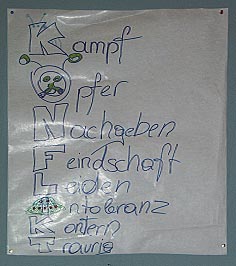 Kampf
Opfer
Nachgeben
Feindschaft
Leiden
Intoleranz
Kontern
Traurig